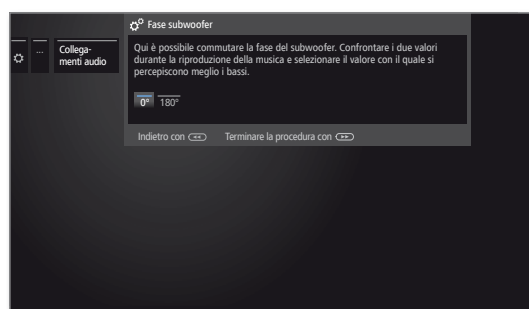 Fase subwoofer
...
Collega-
menti audio
Qui è possibile commutare la fase del subwoofer. Confrontare i due valori
durante la riproduzione della musica e selezionare il valore con il quale si
percepiscono meglio i bassi.
0° 180°
Indietro con Terminare la procedura con